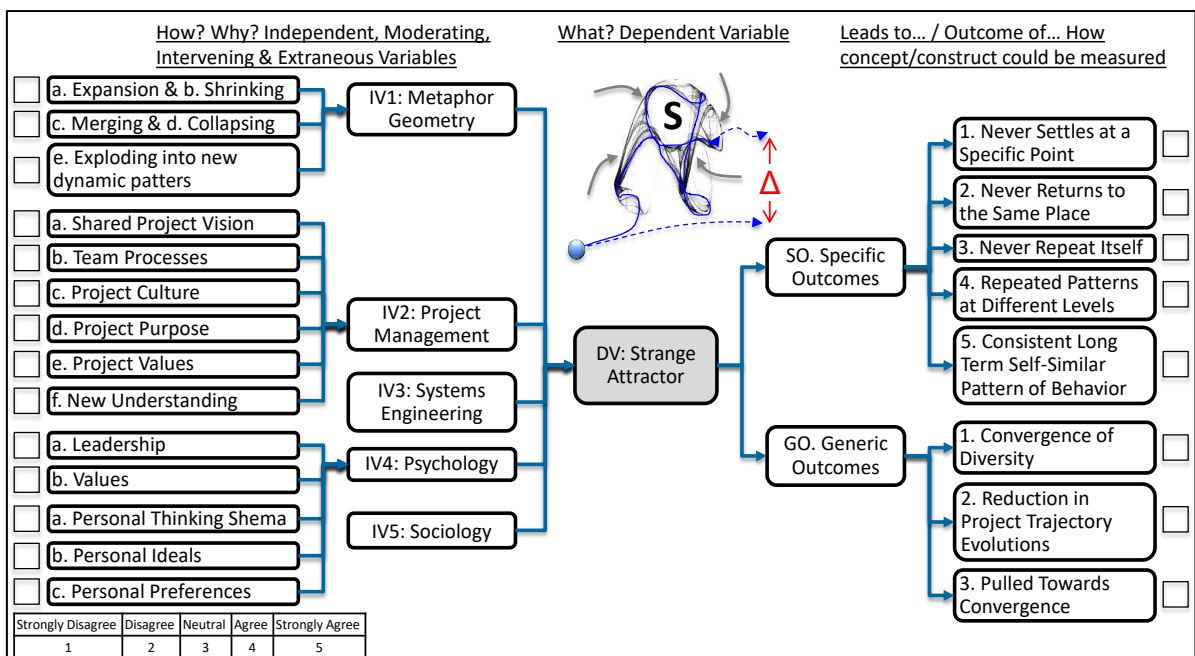 How? Why? Independent, Moderating,
Intervening & Extraneous Variables
What? Dependent Variable
Leads to… / Outcome of… How
concept/construct could be measured
a. Expansion & b. Shrinking
c. Merging & d. Collapsing
e. Exploding into new
dynamic patters
a. Shared Project Vision
b. Team Processes
c. Project Culture
d. Project Purpose
e. Project Values
f. New Understanding
a. Leadership
b. Values
a. Personal Thinking Shema
b. Personal Ideals
c. Personal Preferences
IV1: Metaphor
Geometry
IV2: Project
Management
IV3: Systems
Engineering
IV4: Psychology
IV5: Sociology
S
Δ
DV: Strange
Attractor
SO. Specific
Outcomes
GO. Generic
Outcomes
1. Never Settles at a
Specific Point
2. Never Returns to
the Same Place
3. Never Repeat Itself
4. Repeated Patterns
at Different Levels
5. Consistent Long
Term Self-Similar
Pattern of Behavior
1. Convergence of
Diversity
2. Reduction in
Project Trajectory
Evolutions
3. Pulled Towards
Convergence
Strongly Disagree Disagree Neutral Agree Strongly Agree
1 2 3 4 5